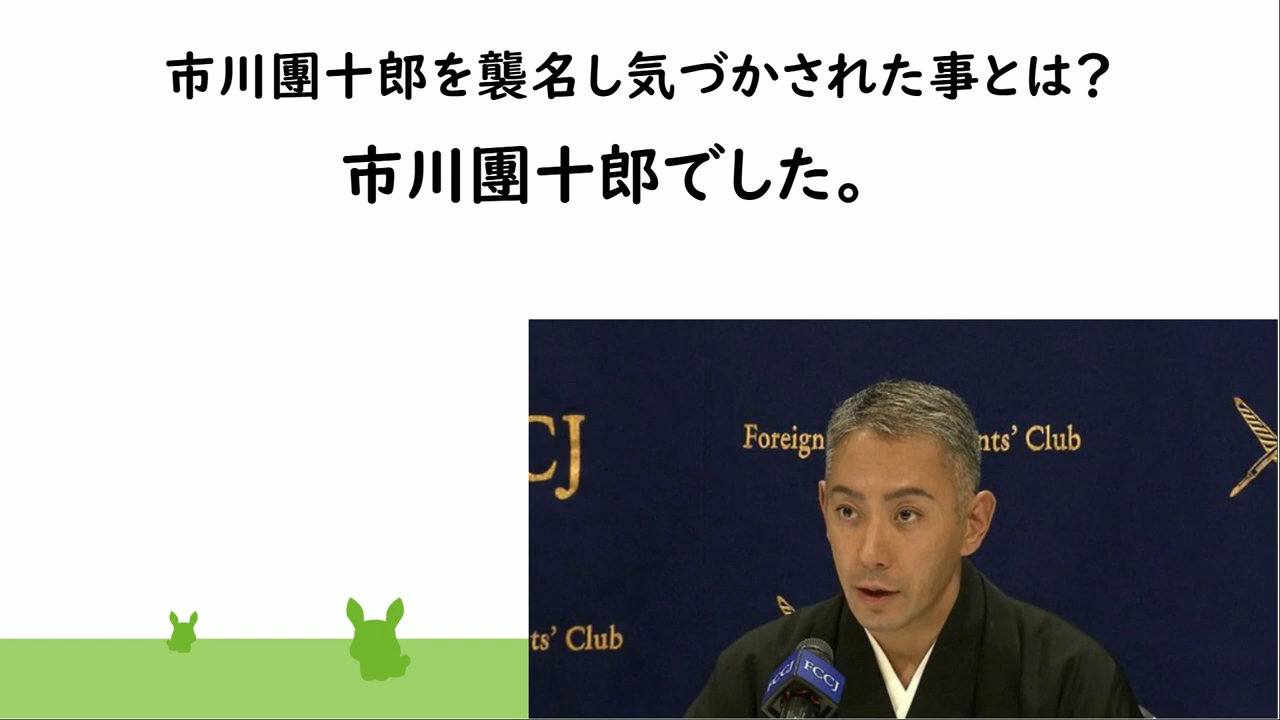 市川團十郎を襲名し気づかされた事とは？
市川團十郎でした。
CJ
Foreign nts’ Club
ts’ Club
FCCJ FCCJ